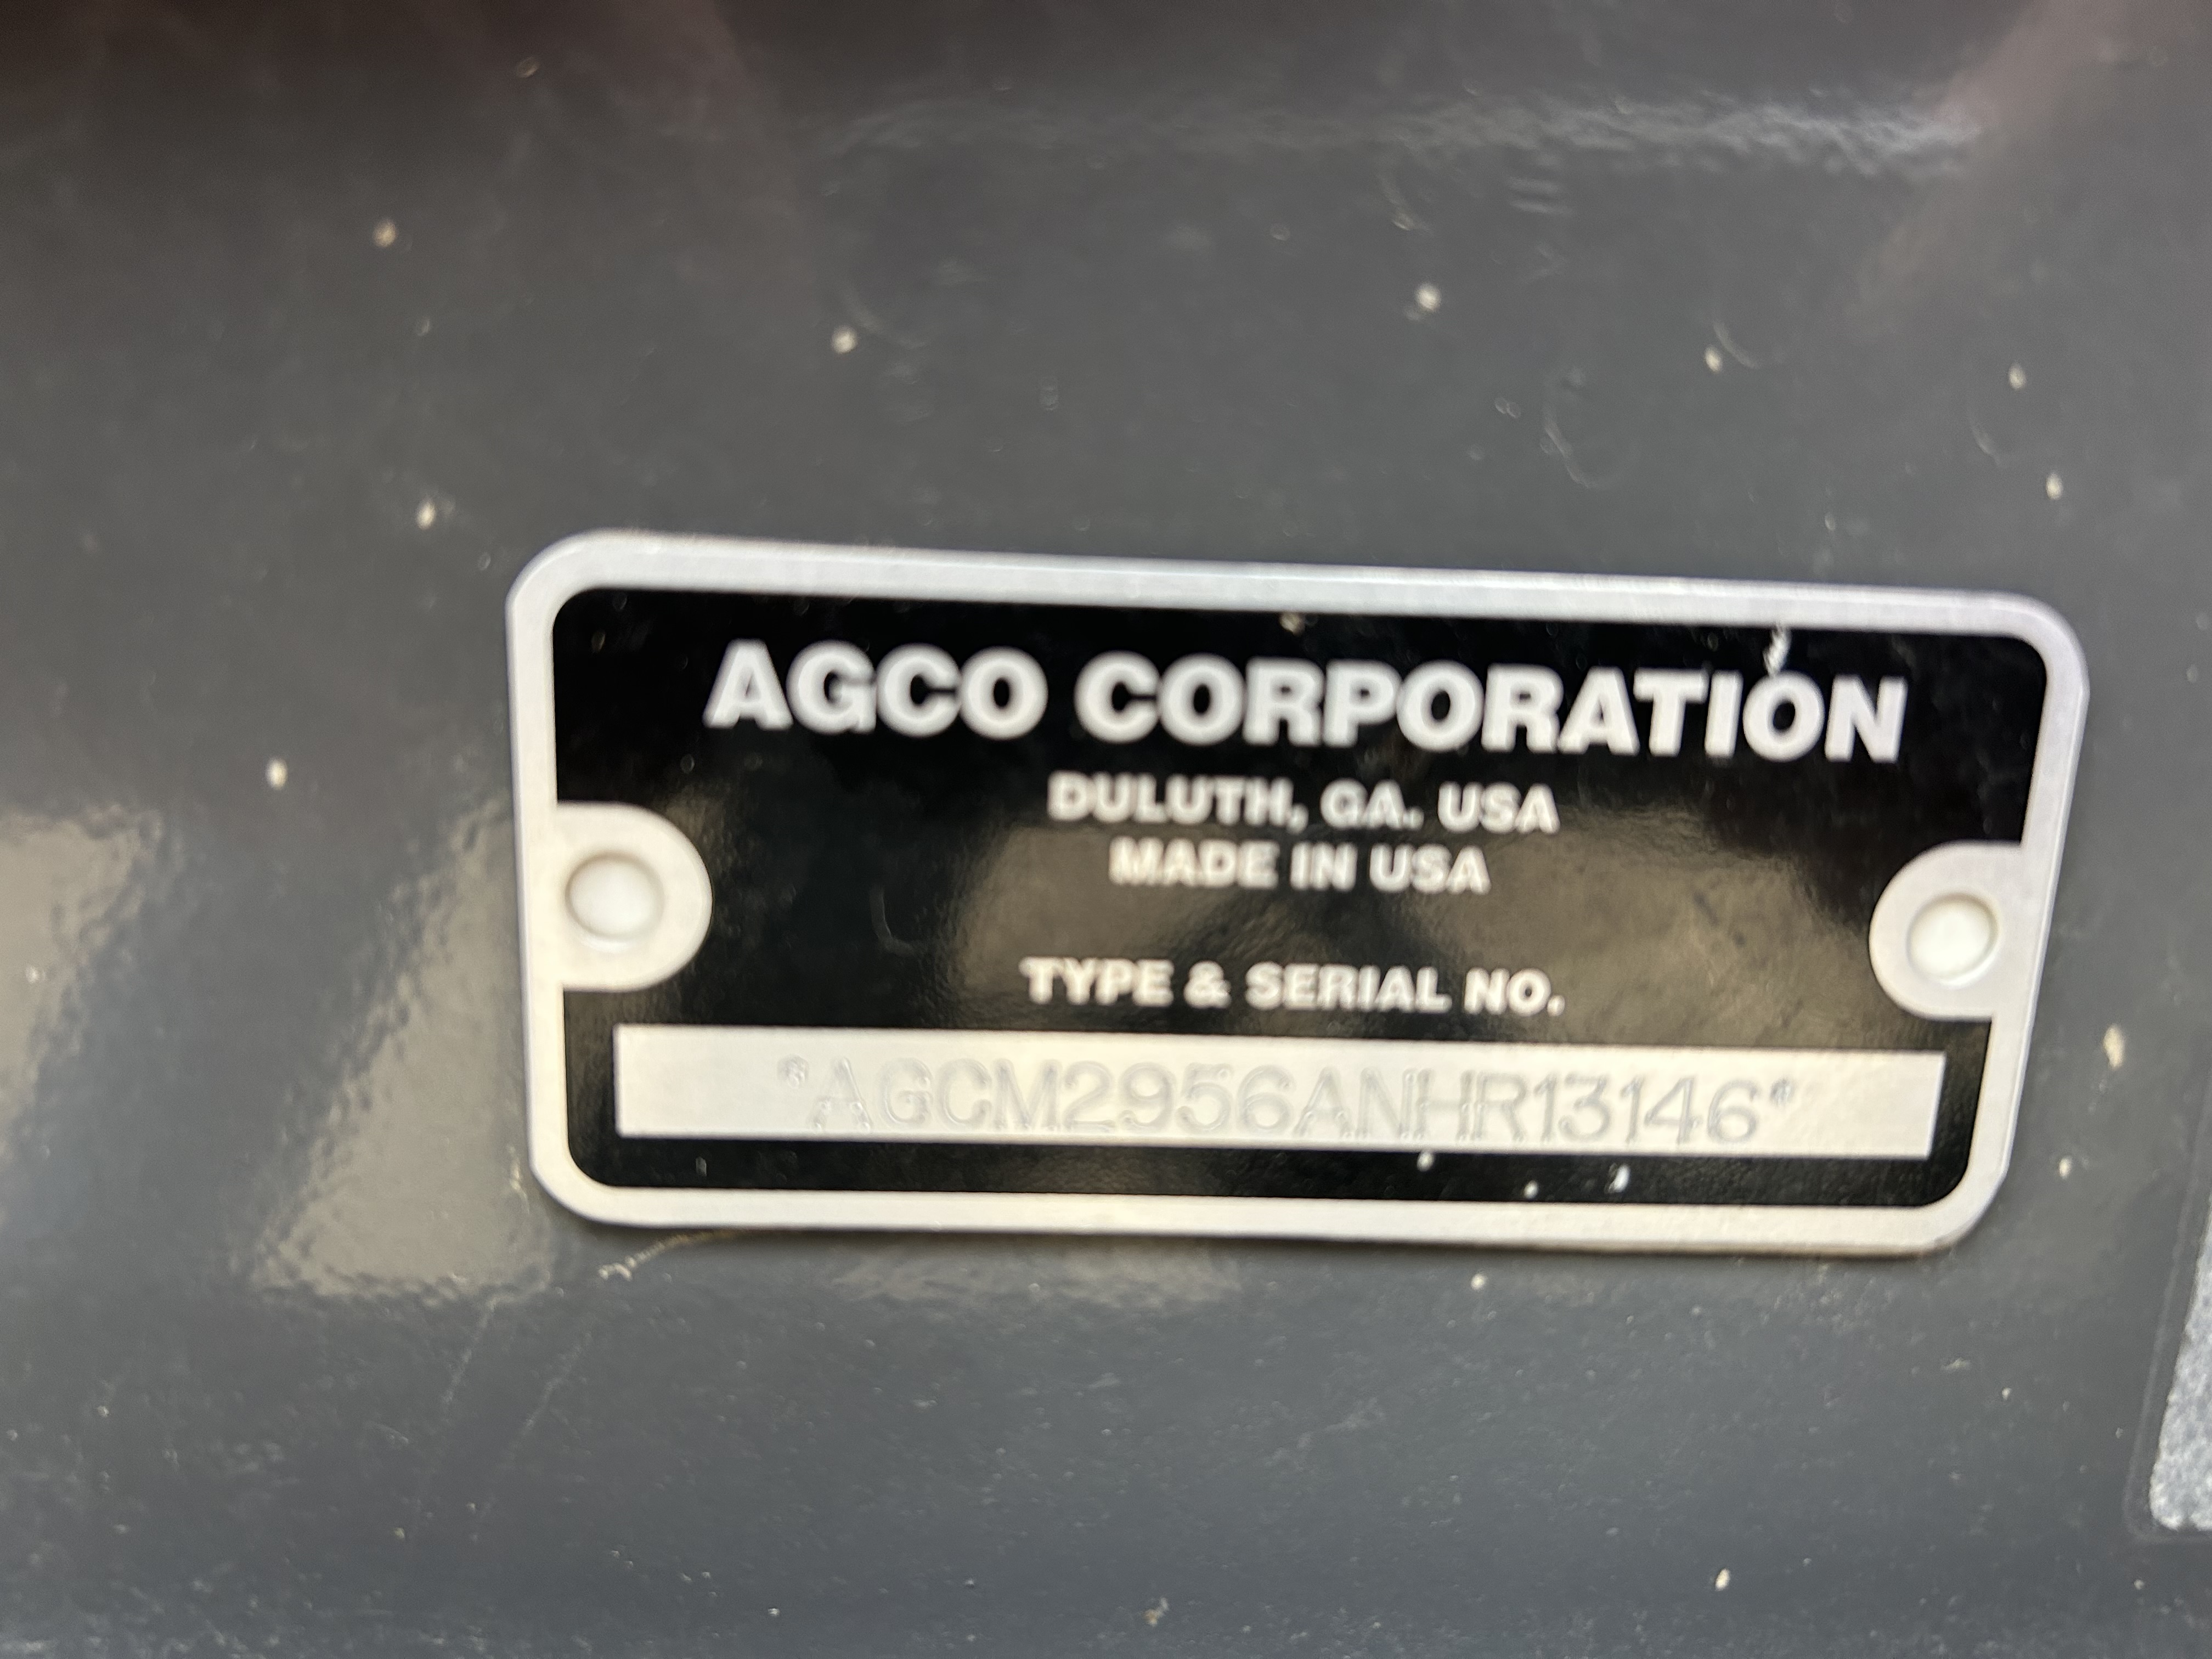 AGCO CORPORATION
DULUTH, GA. USA
MADE IN USA
TYPE & SERIAL NO.
*AGCM2956ANHR13146*